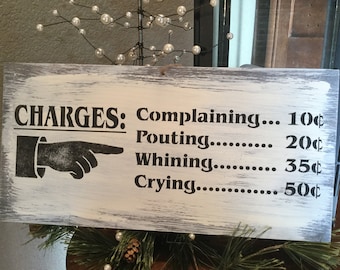 CHARGES:
Complaining... 10¢
Pouting.......... 20¢
Whining.......... 35¢
Crying............ 50¢